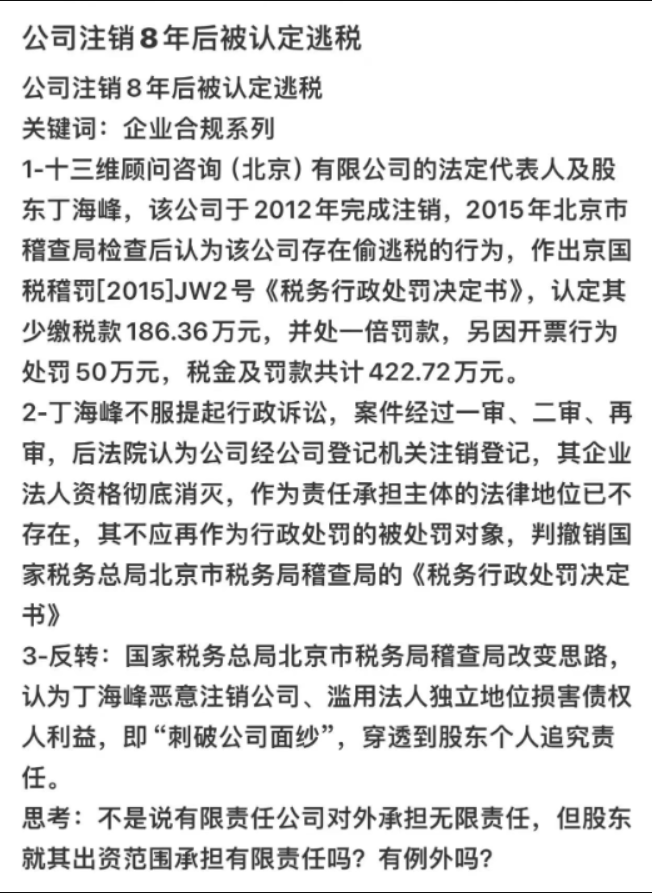 公司注销8年后被认定逃税
公司注销8年后被认定逃税
关键词：企业合规系列
1-十三维顾问咨询（北京）有限公司的法定代表人及股
东丁海峰，该公司于2012年完成注销，2015年北京市
稽查局检查后认为该公司存在偷逃税的行为，作出京国
税稽罚[2015]JW2号《税务行政处罚决定书》，认定其
少缴税款186.36万元，并处一倍罚款，另因开票行为
处罚50万元，税金及罚款共计422.72万元。
2-丁海峰不服提起行政诉讼，案件经过一审、二审、再
审，后法院认为公司经公司登记机关注销登记，其企业
法人资格彻底消灭，作为责任承担主体的法律地位已不
存在，其不应再作为行政处罚的被处罚对象，判撤销国
家税务总局北京市税务局稽查局的《税务行政处罚决定
书》
3-反转：国家税务总局北京市税务局稽查局改变思路，
认为丁海峰恶意注销公司、滥用法人独立地位损害债权
人利益，即“刺破公司面纱”，穿透到股东个人追究责
任。
思考：不是说有限责任公司对外承担无限责任，但股东
就其出资范围承担有限责任吗？有例外吗？